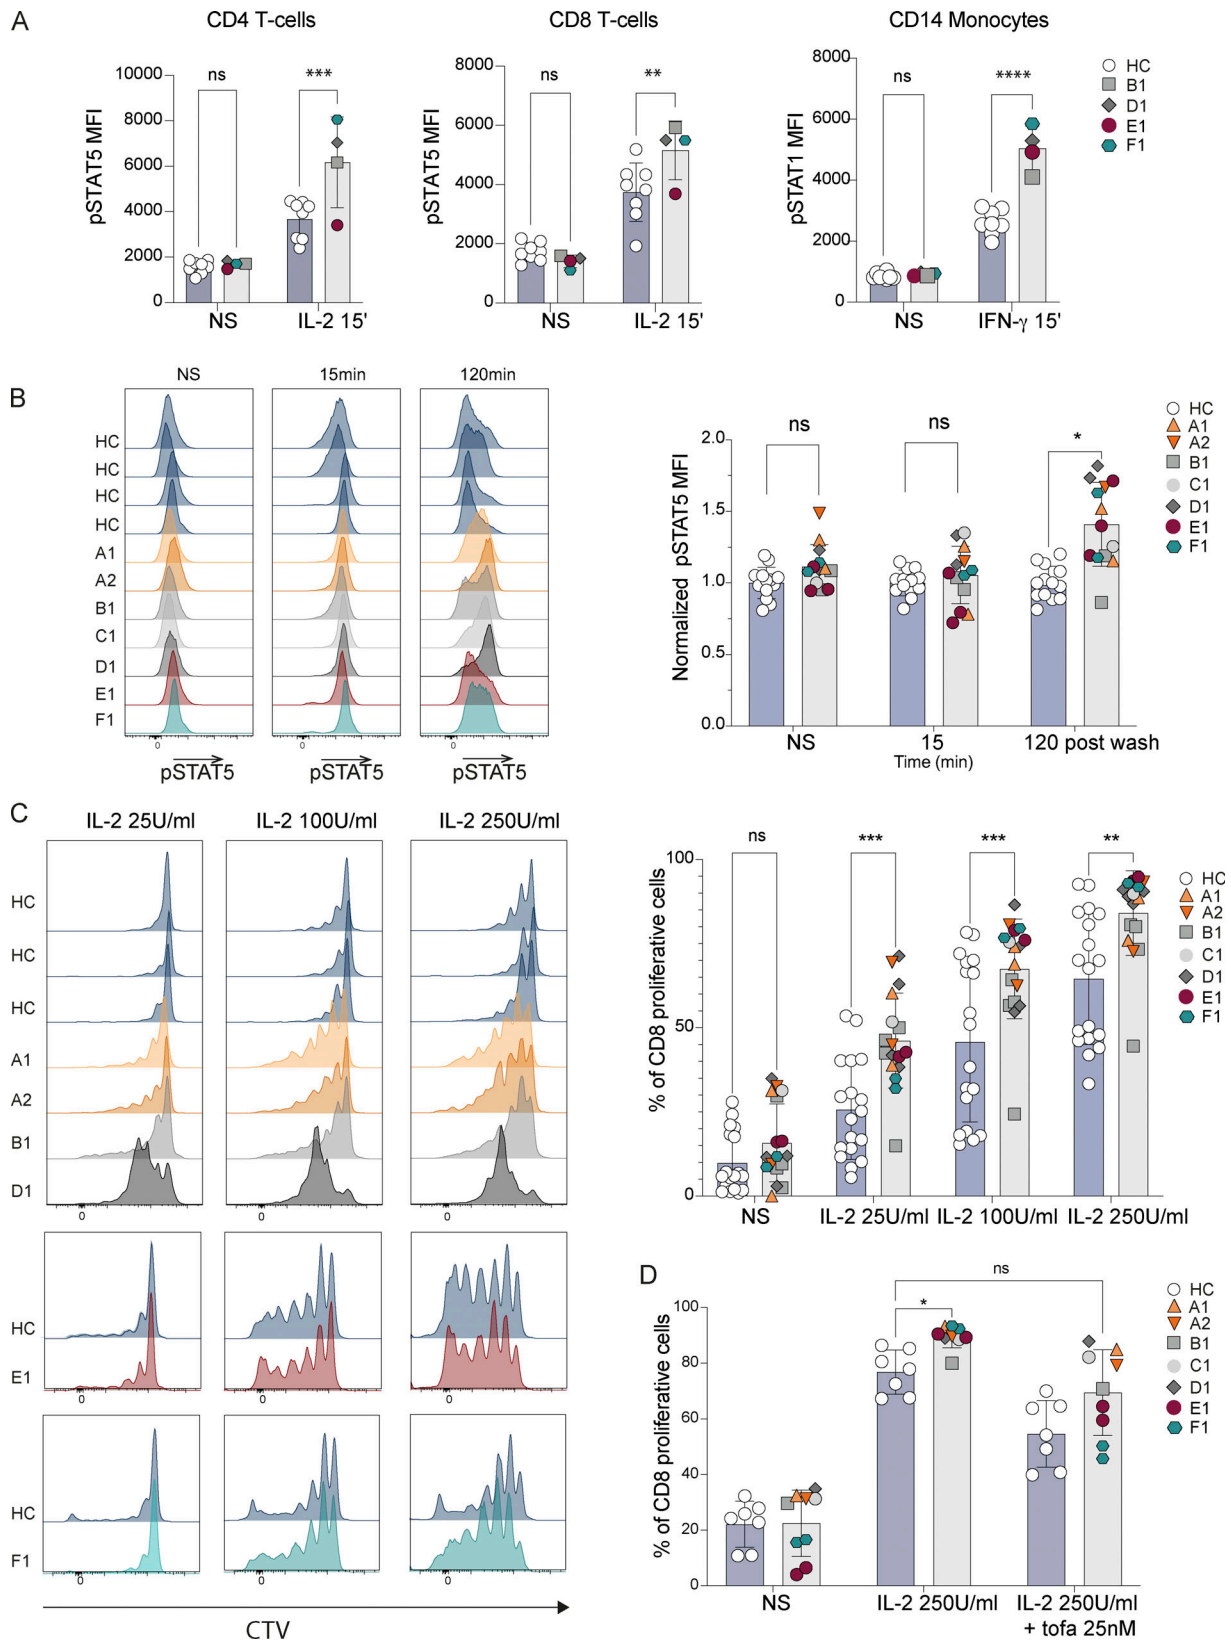 A
CD4 T-cells
CD8 T-cells
CD14 Monocytes
pSTAT5 MFI
10000
8000
6000
4000
2000
0
ns
***
NS
IL-2 15'
pSTAT5 MFI
8000
6000
4000
2000
0
ns
**
NS
IL-2 15'
pSTAT1 MFI
8000
6000
4000
2000
0
ns
****
NS
IFN-γ 15'
HC
B1
D1
E1
F1
B
NS
15min
120min
HC
HC
HC
HC
A1
A2
B1
C1
D1
E1
F1
0
0
0
pSTAT5
pSTAT5
pSTAT5
Normalized pSTAT5 MFI
2.0
1.5
1.0
0.5
0.0
ns
ns
*
NS
15
120 post wash
Time (min)
HC
A1
A2
B1
C1
D1
E1
F1
C
IL-2 25U/ml
IL-2 100U/ml
IL-2 250U/ml
HC
HC
HC
A1
A2
B1
D1
0
0
0
HC
E1
0
0
0
HC
F1
0
0
0
CTV
% of CD8 proliferative cells
100
50
0
ns
***
***
**
NS
IL-2 25U/ml
IL-2 100U/ml
IL-2 250U/ml
HC
A1
A2
B1
C1
D1
E1
F1
D
% of CD8 proliferative cells
100
80
60
40
20
0
ns
*
NS
IL-2 250U/ml
IL-2 250U/ml
+ tofa 25nM
HC
A1
A2
B1
C1
D1
E1
F1